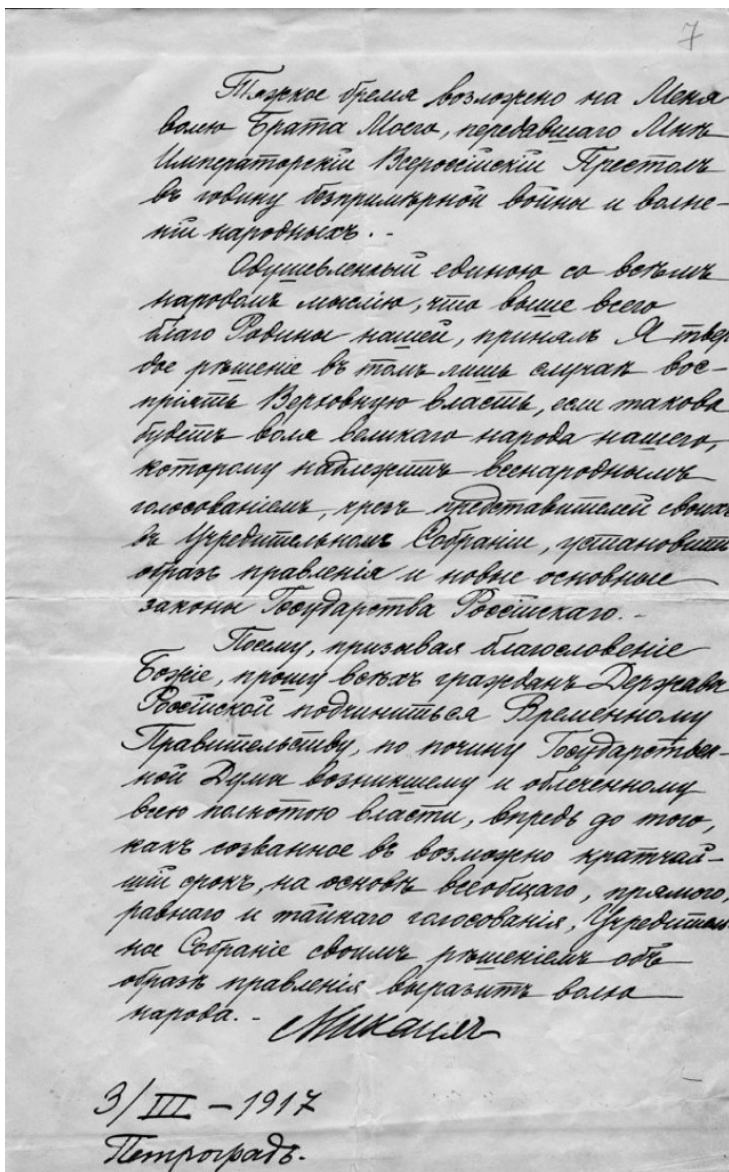 7
Тяжкое бремя возложено на Меня
волею Брата Моего, передавшаго Мнѣ
Императорскій Всероссійскій Престолъ
въ годину безпримѣрной войны и волне-
ній народныхъ. -
Одушевленный единою со всѣмъ
народомъ мыслію, что выше всего
благо Родины нашей, принялъ Я твер
дое рѣшеніе въ томъ лишь случаѣ вос-
пріять Верховную власть, если такова
будетъ воля великаго народа нашего,
которому надлежитъ всенароднымъ
голосованіемъ, чрезъ представителей своихъ
въ Учредительномъ Собраніи, установить
образъ правленія и новые основные
законы Государства Россійскаго. -
Посему, призывая благословеніе
Божіе, прошу всѣхъ гражданъ Державы
Россійской подчиниться Временному
Правительству, по почину Государствен-
ной Думы возникшему и облеченному
всею полнотою власти, впредь до того,
какъ созванное въ возможно кратчай-
шій срокъ, на основѣ всеобщаго, прямого,
равнаго и тайнаго голосованія, Учредитель-
ное Собраніе своимъ рѣшеніемъ объ
образѣ правленія выразитъ волю
народа. -
Михаилъ
3/III - 1917
Петроградъ.